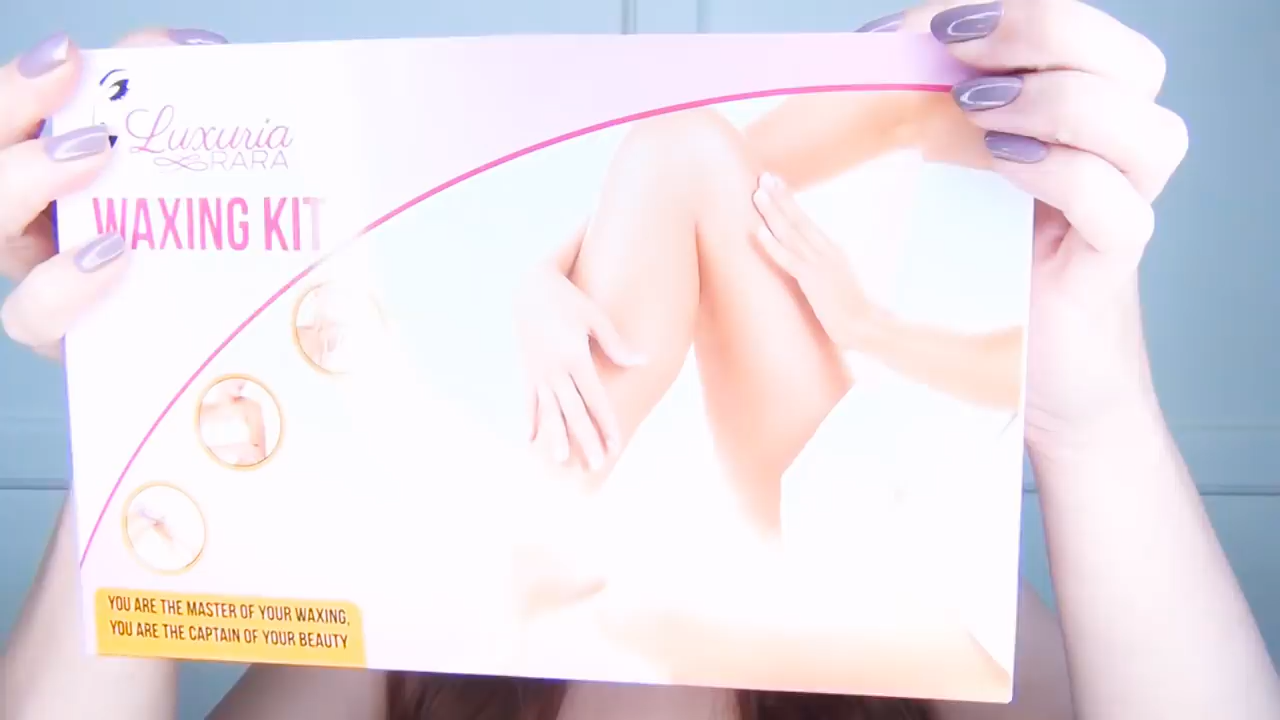 Luxuria
RARA
WAXING KIT
YOU ARE THE MASTER OF YOUR WAXING,
YOU ARE THE CAPTAIN OF YOUR BEAUTY